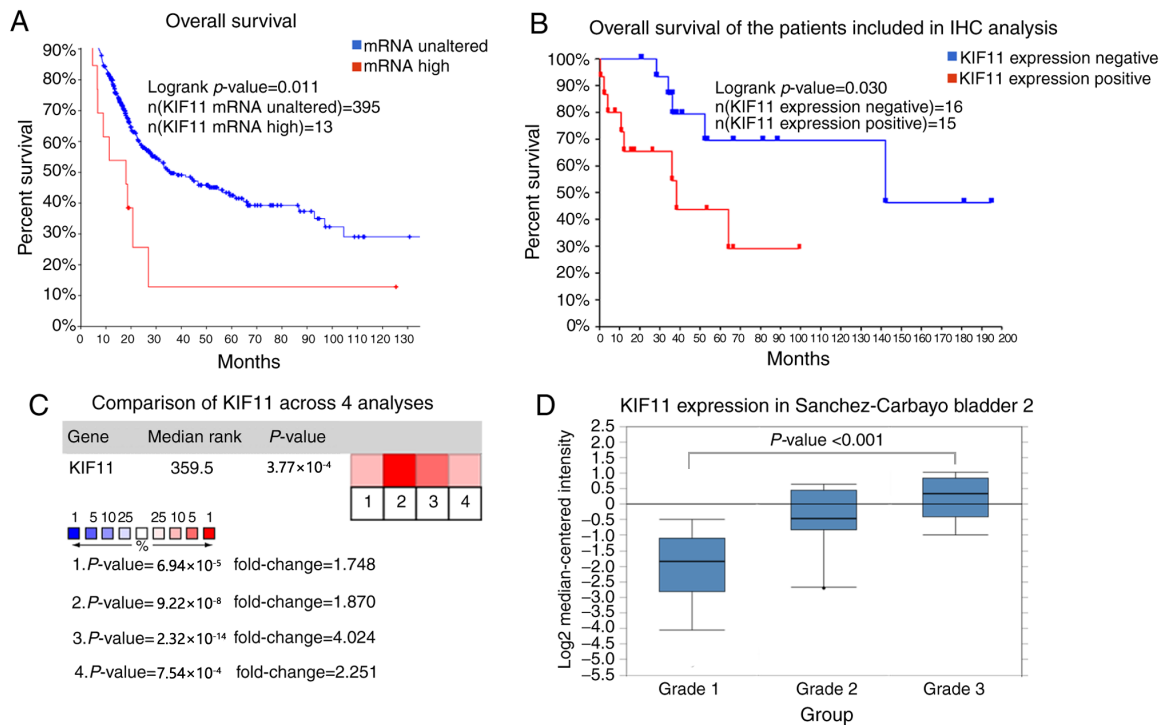 A
Overall survival
mRNA unaltered
mRNA high
Logrank p-value=0.011
n(KIF11 mRNA unaltered)=395
n(KIF11 mRNA high)=13
Percent survival
90%
80%
70%
60%
50%
40%
30%
20%
10%
0%
0 10 20 30 40 50 60 70 80 90 100 110 120 130
Months
B
Overall survival of the patients included in IHC analysis
KIF11 expression negative
KIF11 expression positive
Logrank p-value=0.030
n(KIF11 expression negative)=16
n(KIF11 expression positive)=15
Percent survival
100%
90%
80%
70%
60%
50%
40%
30%
20%
10%
0%
0 10 20 30 40 50 60 70 80 90 100 110 120 130 140 150 160 170 180 190 200
Months
C
Comparison of KIF11 across 4 analyses
Gene Median rank P-value
KIF11 359.5 3.77×10⁻⁴
1 2 3 4
1 5 10 25 25 10 5 1
%
1.P-value=6.94×10⁻⁵ fold-change=1.748
2.P-value=9.22×10⁻⁸ fold-change=1.870
3.P-value=2.32×10⁻¹⁴ fold-change=4.024
4.P-value=7.54×10⁻⁴ fold-change=2.251
D
KIF11 expression in Sanchez-Carbayo bladder 2
P-value <0.001
Log2 median-centered intensity
2.5
2.0
1.5
1.0
0.5
0
−0.5
−1.0
−1.5
−2.0
−2.5
−3.0
−3.5
−4.0
−4.5
−5.0
−5.5
Grade 1 Grade 2 Grade 3
Group